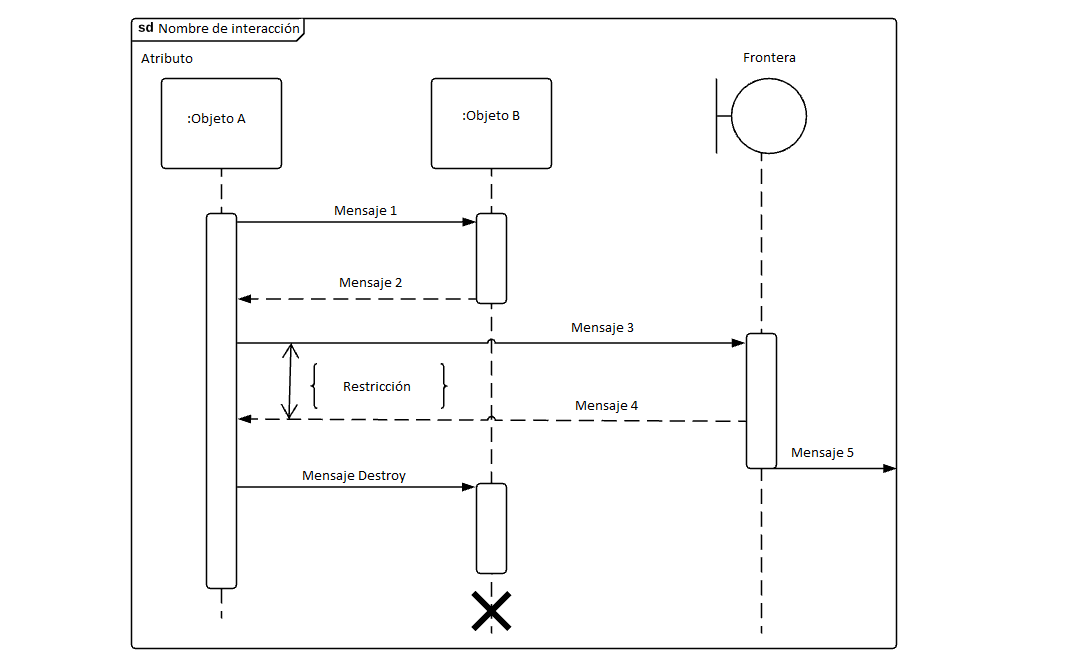 sd Nombre de interacción
Atributo
Frontera
:Objeto A
:Objeto B
Mensaje 1
Mensaje 2
Mensaje 3
{ Restricción }
Mensaje 4
Mensaje 5
Mensaje Destroy